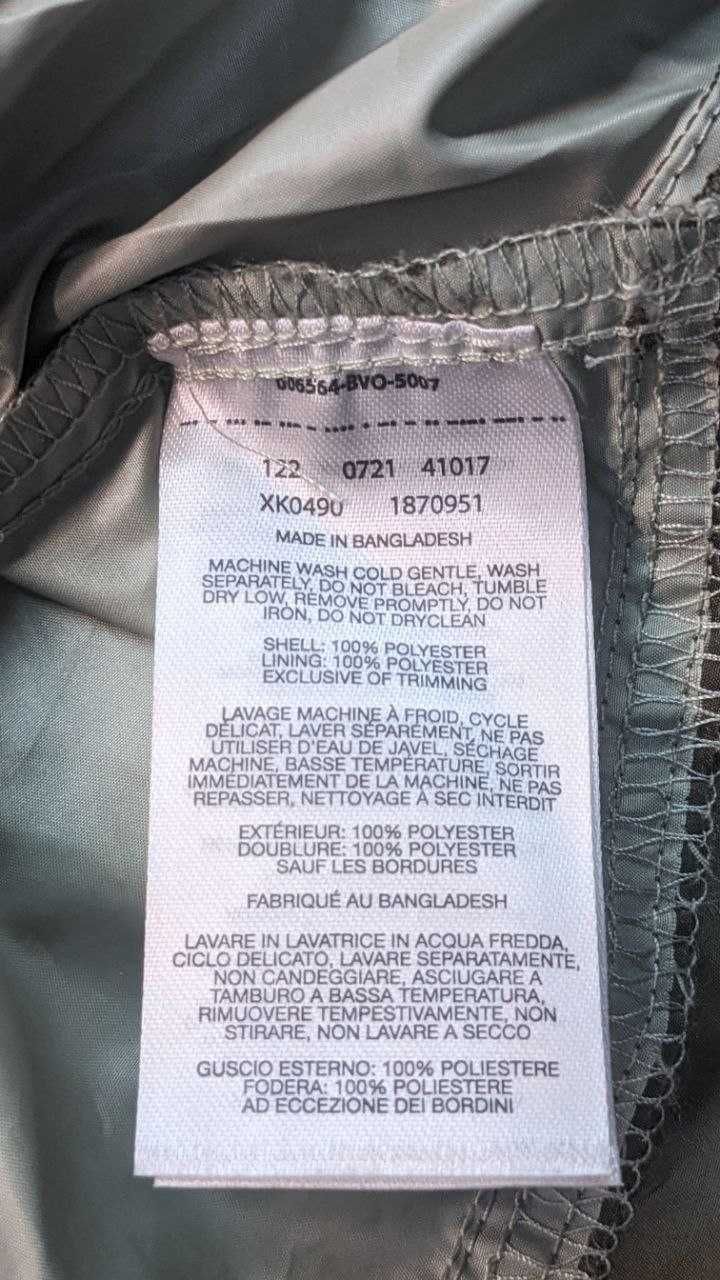 006564-BVO-5007
122 0721 41017
XK0490 1870951
MADE IN BANGLADESH
MACHINE WASH COLD GENTLE, WASH
SEPARATELY, DO NOT BLEACH, TUMBLE
DRY LOW, REMOVE PROMPTLY, DO NOT
IRON, DO NOT DRYCLEAN
SHELL: 100% POLYESTER
LINING: 100% POLYESTER
EXCLUSIVE OF TRIMMING
LAVAGE MACHINE À FROID, CYCLE
DÉLICAT, LAVER SÉPARÉMENT, NE PAS
UTILISER D'EAU DE JAVEL, SÉCHAGE
MACHINE, BASSE TEMPÉRATURE, SORTIR
IMMÉDIATEMENT DE LA MACHINE, NE PAS
REPASSER, NETTOYAGE À SEC INTERDIT
EXTÉRIEUR: 100% POLYESTER
DOUBLURE: 100% POLYESTER
SAUF LES BORDURES
FABRIQUÉ AU BANGLADESH
LAVARE IN LAVATRICE IN ACQUA FREDDA,
CICLO DELICATO, LAVARE SEPARATAMENTE,
NON CANDEGGIARE, ASCIUGARE A
TAMBURO A BASSA TEMPERATURA,
RIMUOVERE TEMPESTIVAMENTE, NON
STIRARE, NON LAVARE A SECCO
GUSCIO ESTERNO: 100% POLIESTERE
FODERA: 100% POLIESTERE
AD ECCEZIONE DEI BORDINI